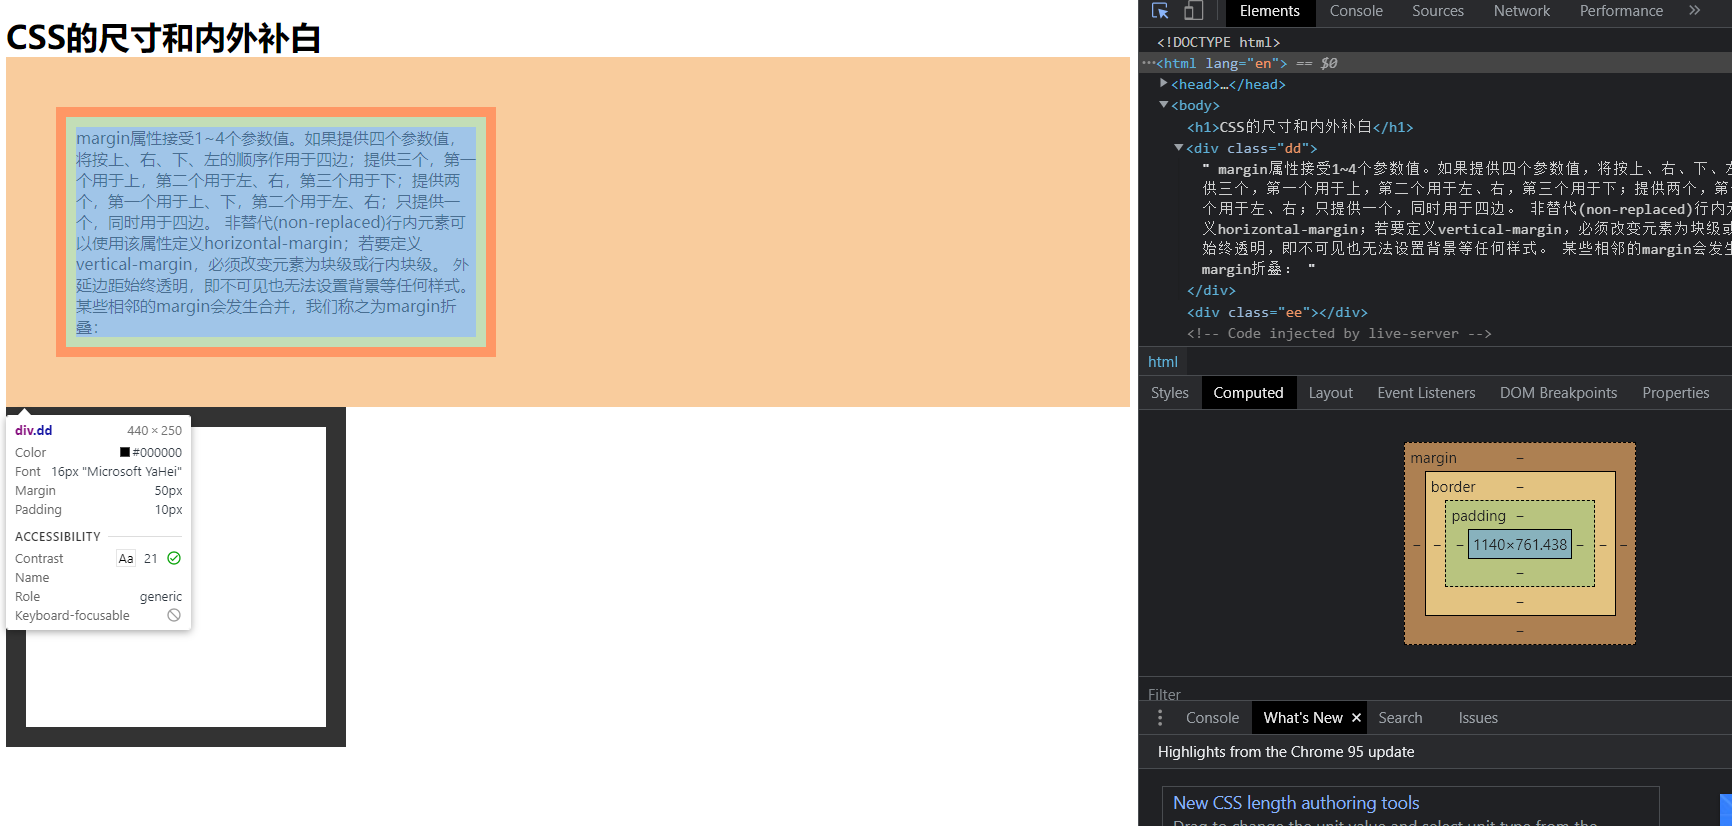 CSS的尺寸和内外补白
margin属性接受1~4个参数值。如果提供四个参数值，
将按上、右、下、左的顺序作用于四边；提供三个，第一
个用于上，第二个用于左、右，第三个用于下；提供两
个，第一个用于上、下，第二个用于左、右；只提供一
个，同时用于四边。 非替代(non-replaced)行内元素可
以使用该属性定义horizontal-margin；若要定义
vertical-margin，必须改变元素为块级或行内块级。 外
延边距始终透明，即不可见也无法设置背景等任何样式。
某些相邻的margin会发生合并，我们称之为margin折
叠：
div.dd 440 × 250
Color #000000
Font 16px "Microsoft YaHei"
Margin 50px
Padding 10px
ACCESSIBILITY
Contrast Aa 21
Name
Role generic
Keyboard-focusable
Elements Console Sources Network Performance »
<!DOCTYPE html>
···<html lang="en"> == $0
<head>…</head>
<body>
<h1>CSS的尺寸和内外补白</h1>
<div class="dd">
" margin属性接受1~4个参数值。如果提供四个参数值，将按上、右、下、左
供三个，第一个用于上，第二个用于左、右，第三个用于下；提供两个，第
个用于左、右；只提供一个，同时用于四边。 非替代(non-replaced)行内元
义horizontal-margin；若要定义vertical-margin，必须改变元素为块级或
始终透明，即不可见也无法设置背景等任何样式。 某些相邻的margin会发生
margin折叠： "
</div>
<div class="ee"></div>
<!-- Code injected by live-server -->
html
Styles Computed Layout Event Listeners DOM Breakpoints Properties
margin –
border –
padding –
– – – 1140×761.438 – – –
–
–
–
Filter
Console What's New × Search Issues
Highlights from the Chrome 95 update
New CSS length authoring tools
Drag to change the unit value and select unit type from the